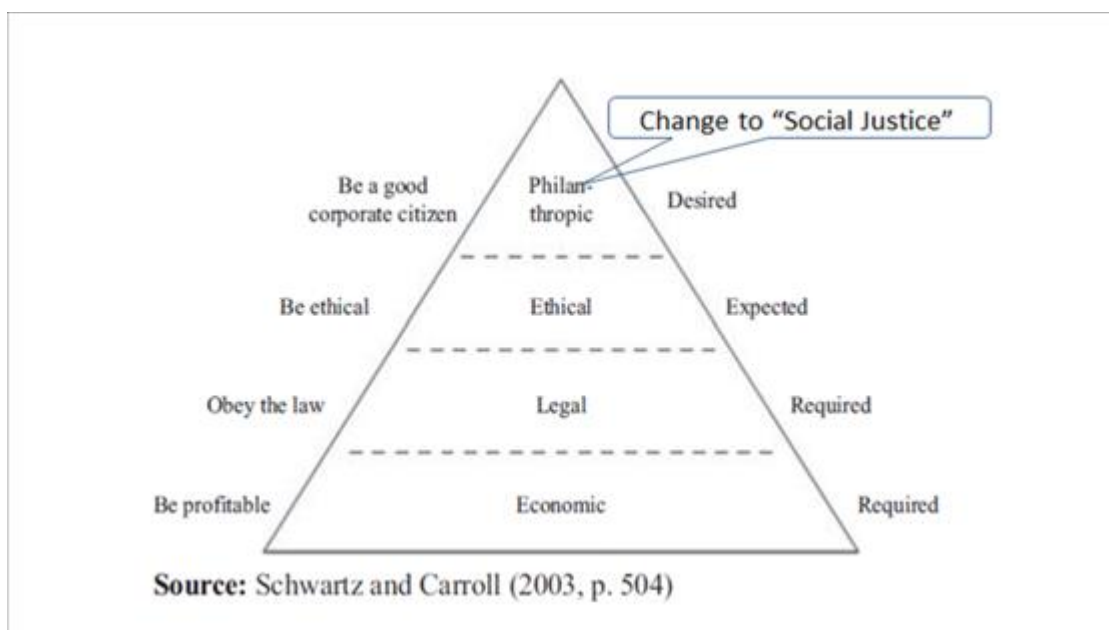 Change to “Social Justice”
Be a good
corporate citizen
Philan-
thropic
Desired
Be ethical
Ethical
Expected
Obey the law
Legal
Required
Be profitable
Economic
Required
Source: Schwartz and Carroll (2003, p. 504)